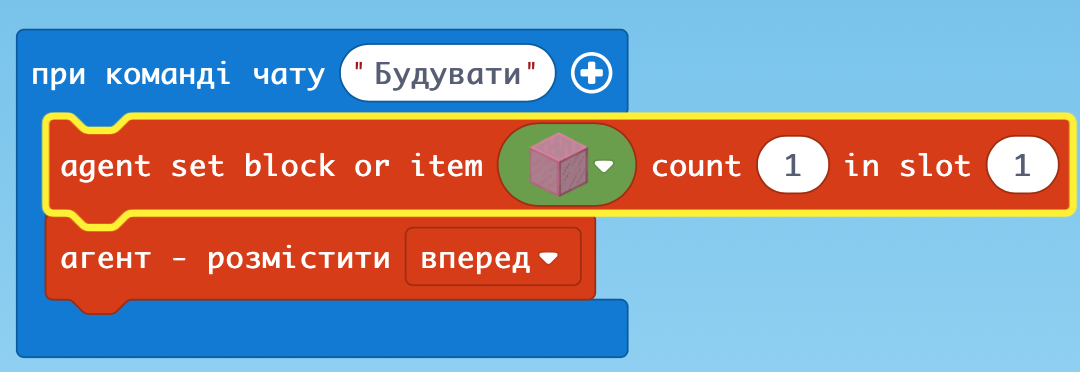 при команді чату "Будувати"
agent set block or item count 1 in slot 1
агент - розмістити вперед